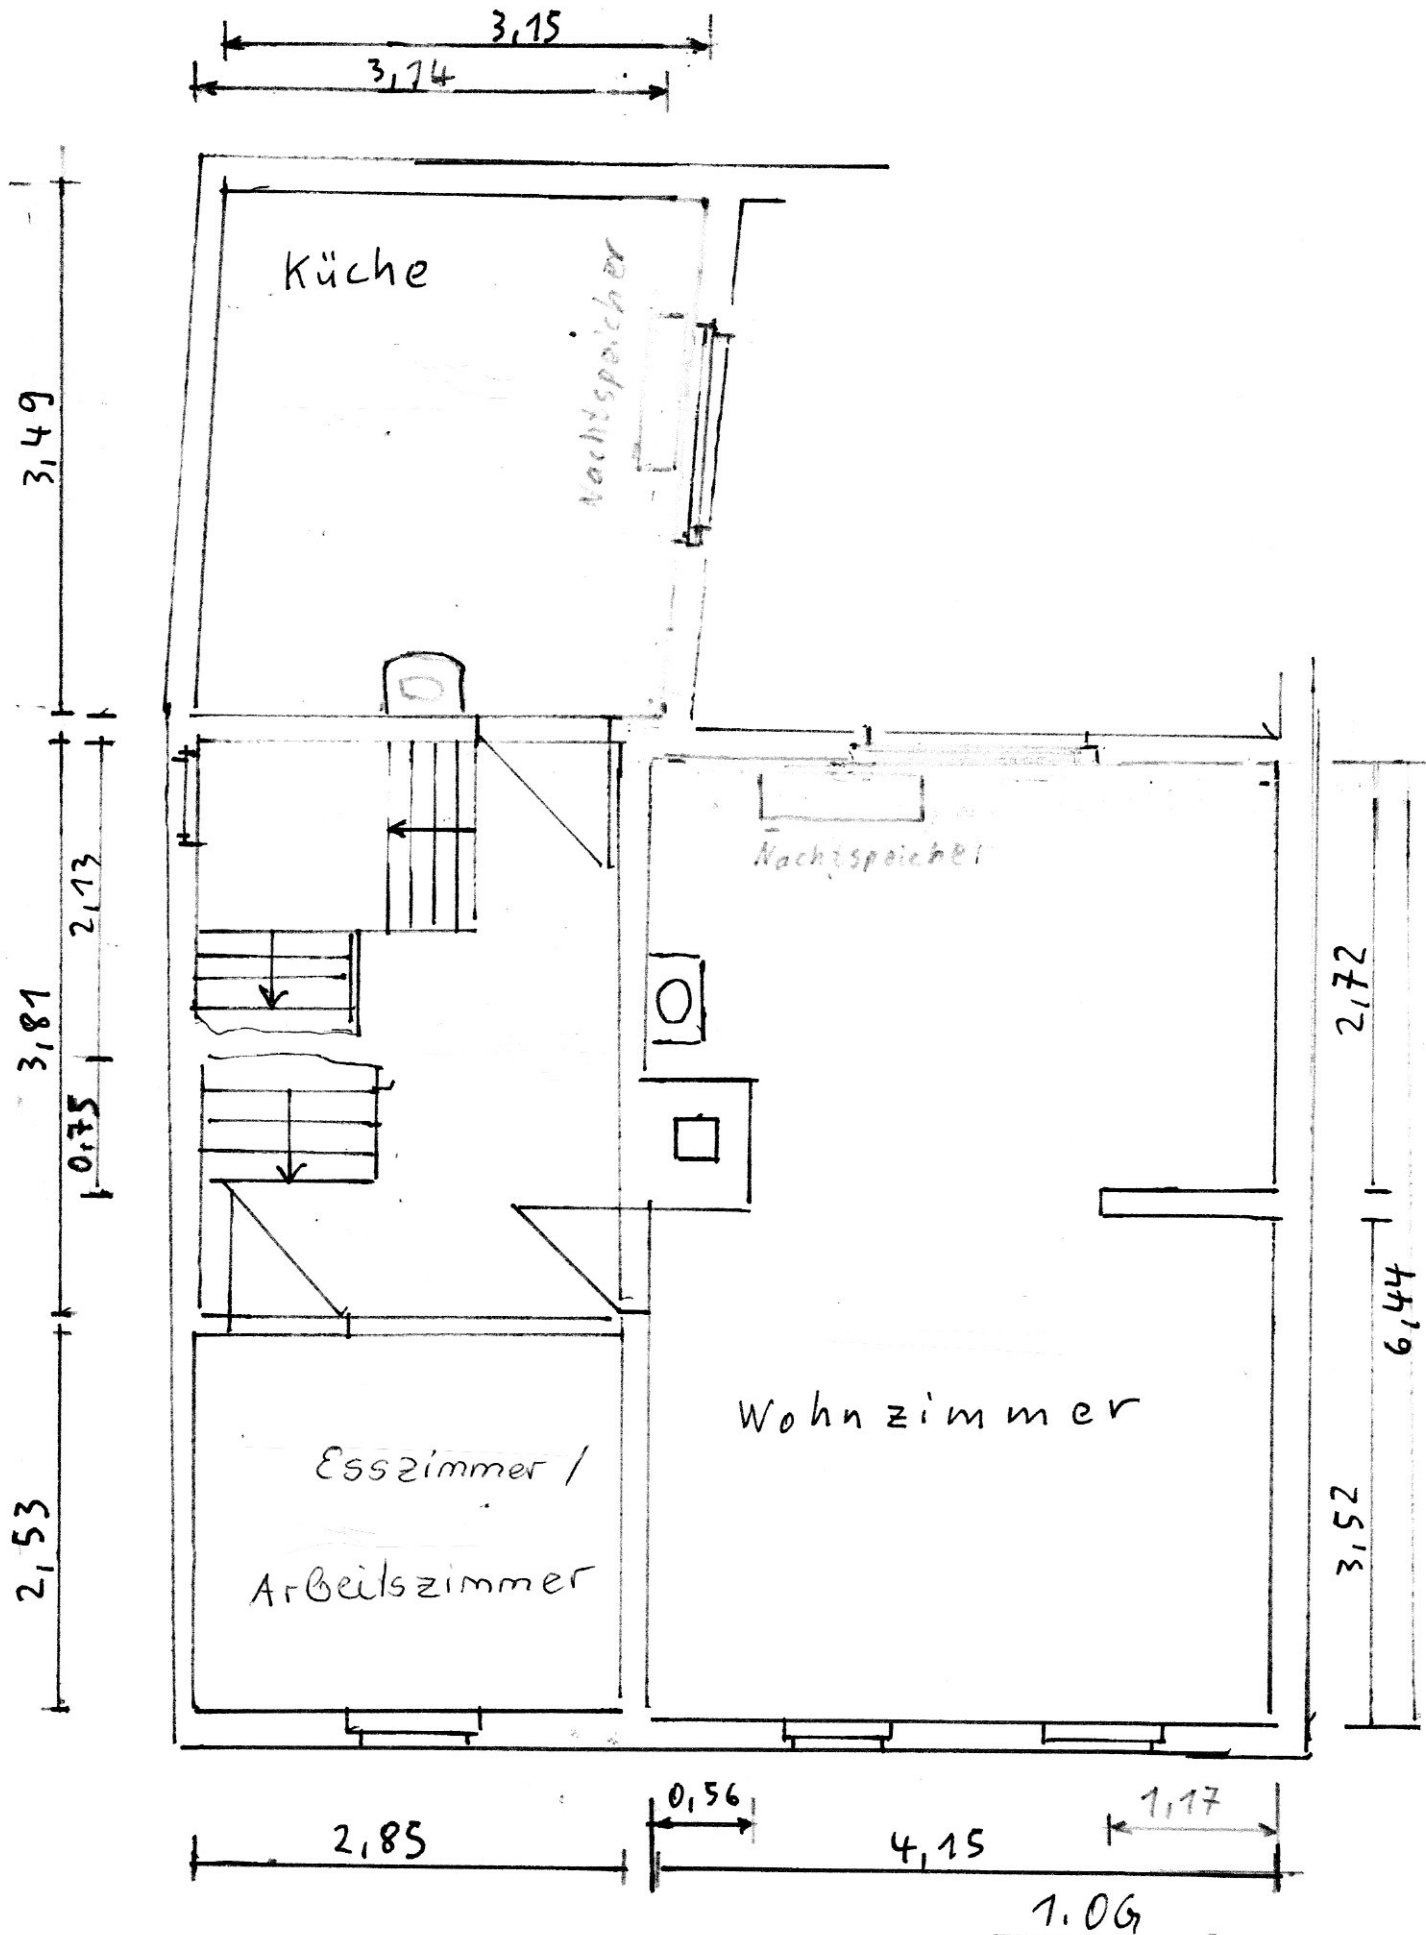 3,15
3,14
Küche
Nachtspeicher
3,49
2,13
3,81
0,75
Nachtspeicher
2,72
6,44
3,52
Wohnzimmer
Esszimmer /
Arbeitszimmer
2,53
0,56
1,17
2,85
4,15
1.OG